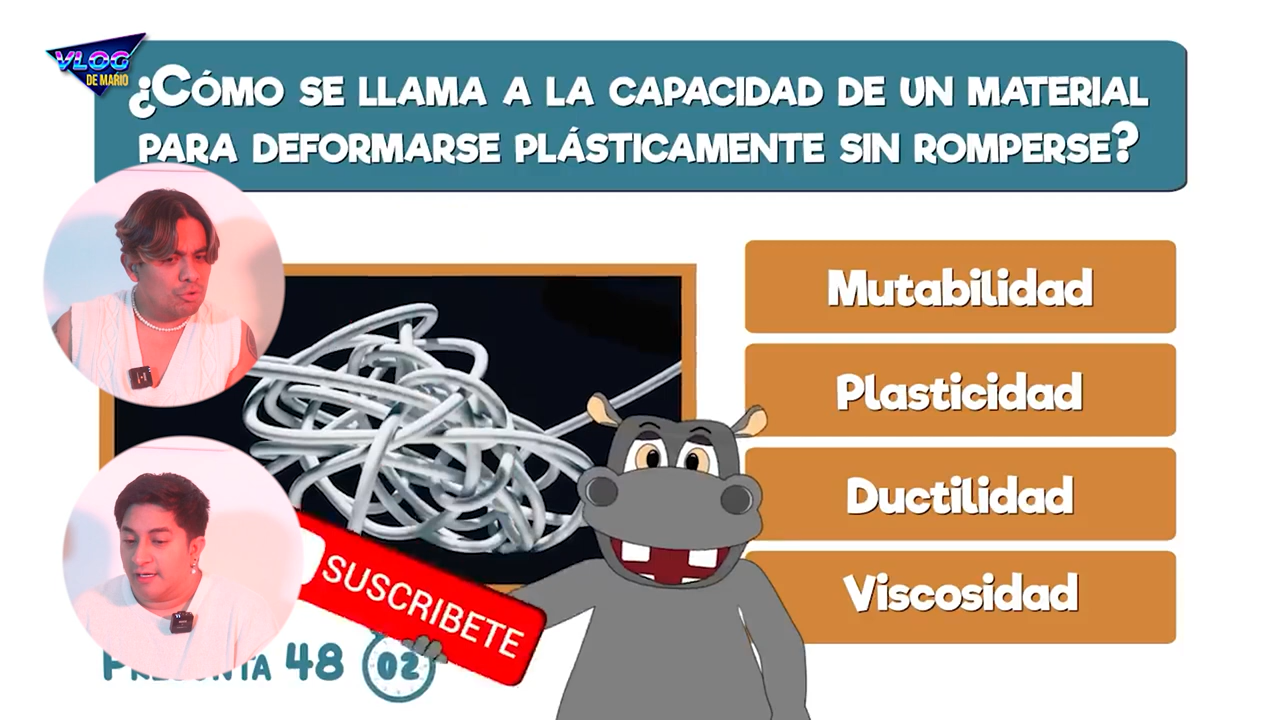 VLOG
DE MARIO
¿CÓMO SE LLAMA A LA CAPACIDAD DE UN MATERIAL
PARA DEFORMARSE PLÁSTICAMENTE SIN ROMPERSE?
Mutabilidad
Plasticidad
Ductilidad
Viscosidad
SUSCRIBETE
PREGUNTA 48
02